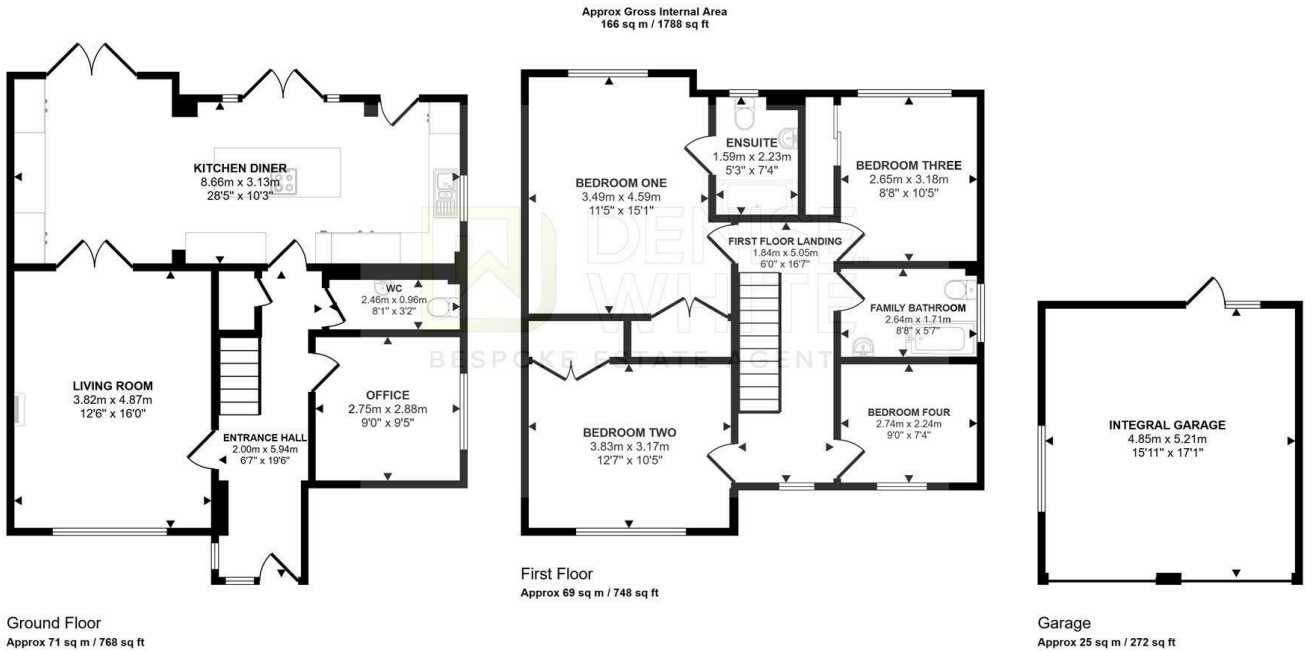 Approx Gross Internal Area
166 sq m / 1788 sq ft
KITCHEN DINER
8.66m x 3.13m
28'5" x 10'3"
WC
2.46m x 0.96m
8'1" x 3'2"
LIVING ROOM
3.82m x 4.87m
12'6" x 16'0"
OFFICE
2.75m x 2.88m
9'0" x 9'5"
ENTRANCE HALL
2.00m x 5.94m
6'7" x 19'6"
Ground Floor
Approx 71 sq m / 768 sq ft
BEDROOM ONE
3.49m x 4.59m
11'5" x 15'1"
ENSUITE
1.59m x 2.23m
5'3" x 7'4"
BEDROOM THREE
2.65m x 3.18m
8'8" x 10'5"
FIRST FLOOR LANDING
1.84m x 5.05m
6'0" x 16'7"
FAMILY BATHROOM
2.64m x 1.71m
8'8" x 5'7"
BEDROOM TWO
3.83m x 3.17m
12'7" x 10'5"
BEDROOM FOUR
2.74m x 2.24m
9'0" x 7'4"
First Floor
Approx 69 sq m / 748 sq ft
INTEGRAL GARAGE
4.85m x 5.21m
15'11" x 17'1"
Garage
Approx 25 sq m / 272 sq ft
DENISE
WHITE
BESPOKE ESTATE AGENT